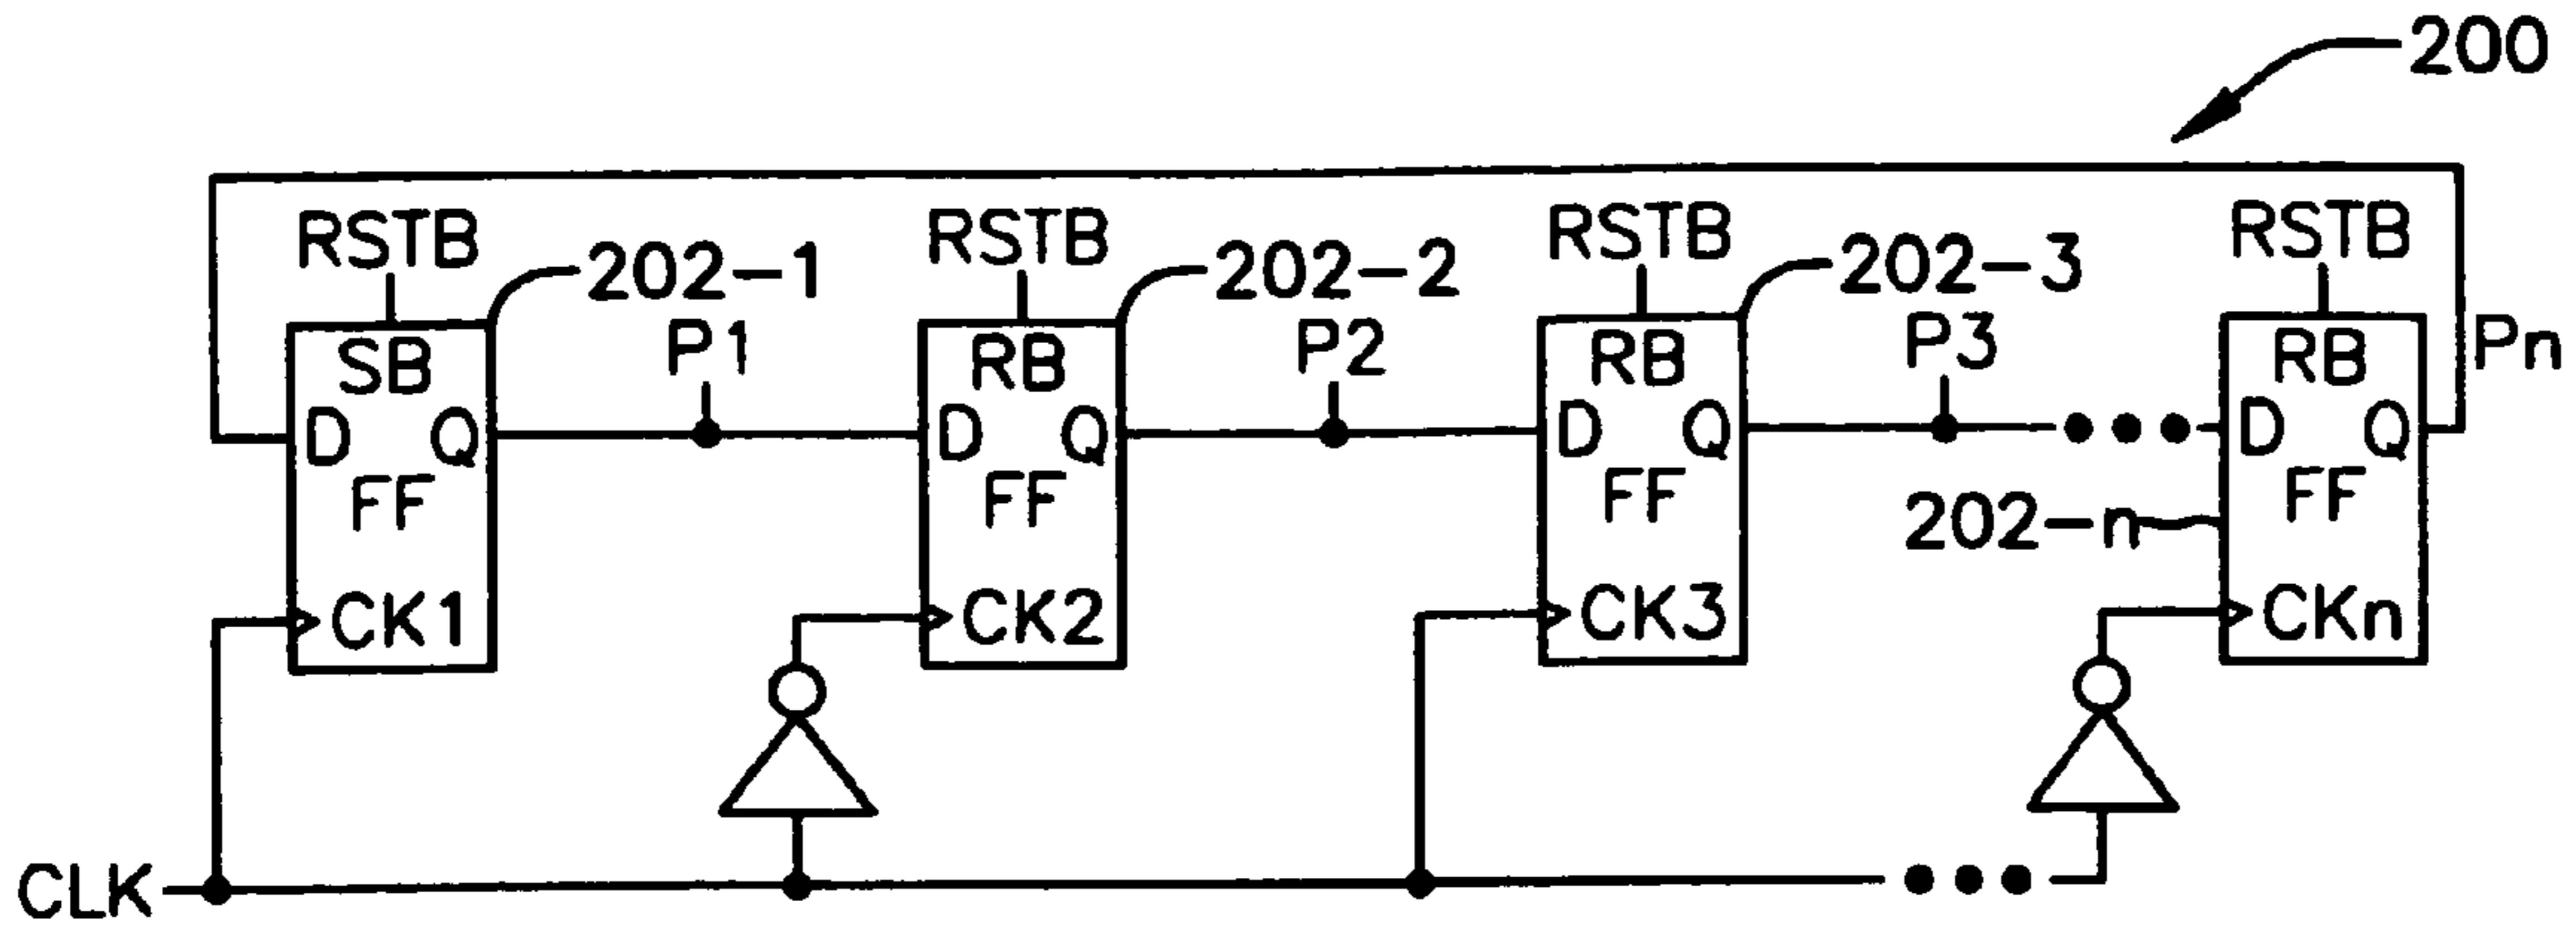 200
RSTB
RSTB
RSTB
RSTB
202-1
202-2
202-3
P1
P2
P3
Pn
SB
RB
RB
RB
D Q
D Q
D Q
D Q
FF
FF
FF
FF
202-n
CK1
CK2
CK3
CKn
CLK